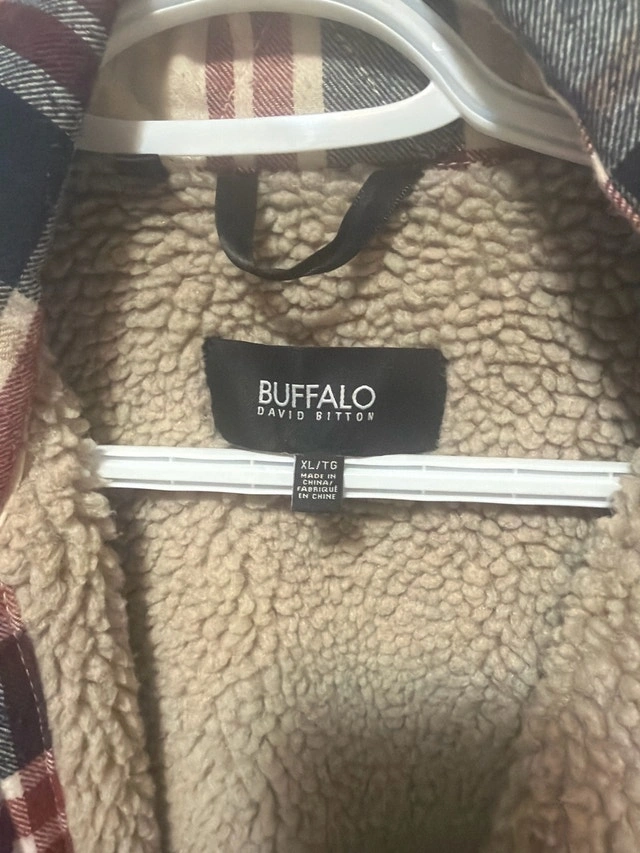 BUFFALO
DAVID BITTON
XL/TG
MADE IN
CHINA/
FABRIQUÉ
EN CHINE